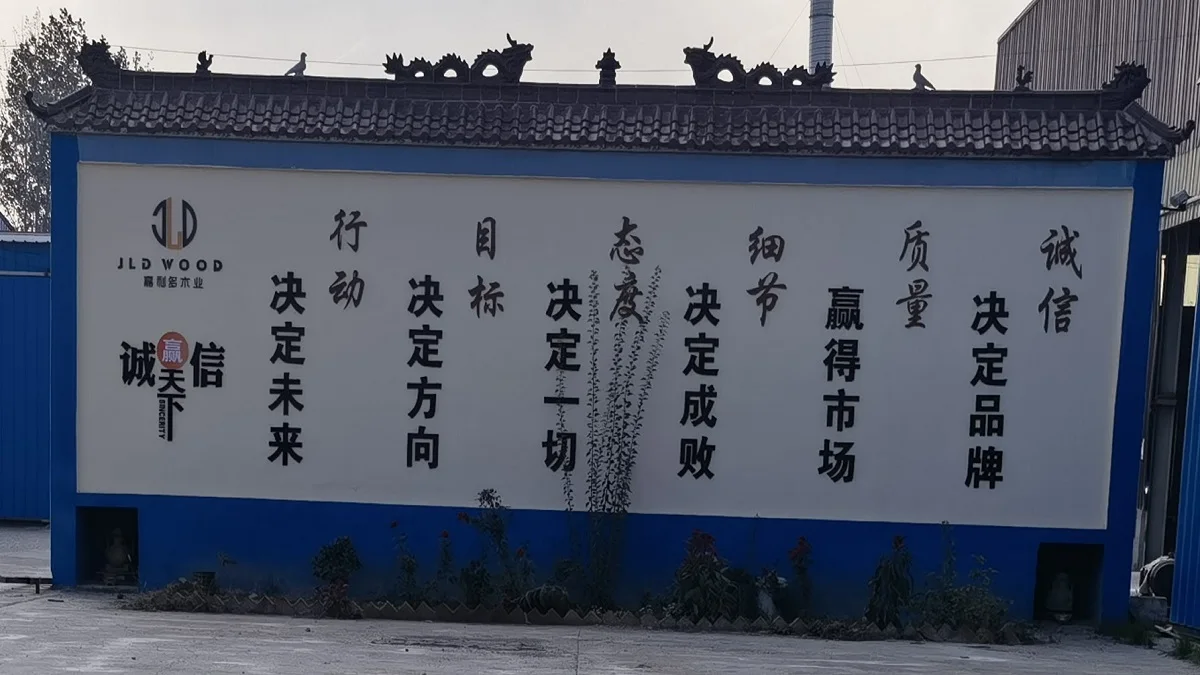 诚信
决定品牌
质量
赢得市场
细节
决定成败
态度
决定一切
目标
决定方向
行动
决定未来
JLD
JLD WOOD
嘉利多木业
诚赢信
天下
SINCERITY